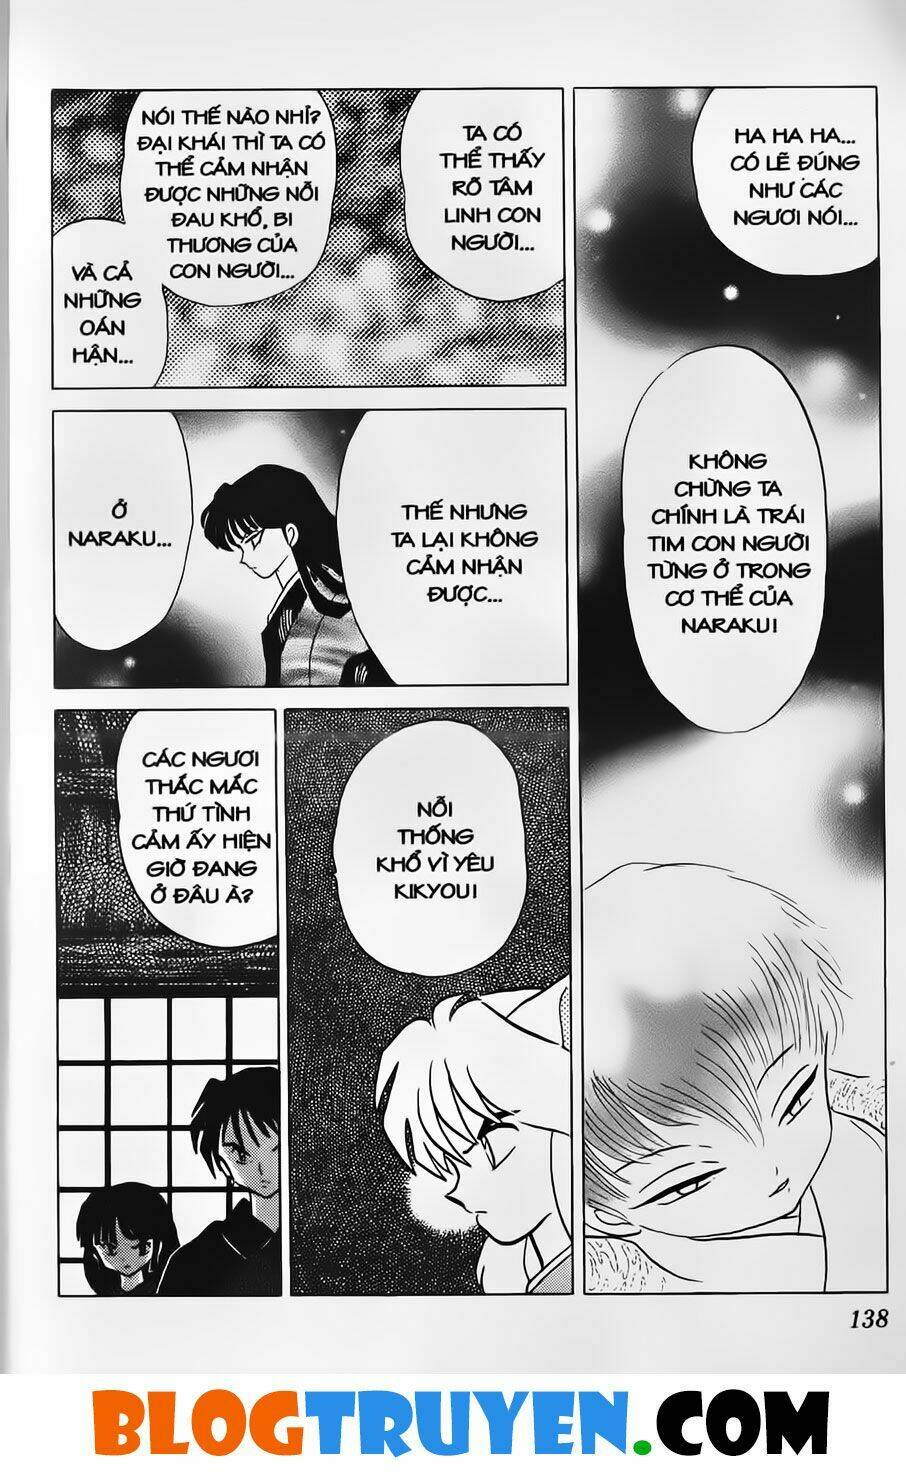 HA HA HA...
CÓ LẼ ĐÚNG
NHƯ CÁC
NGƯƠI NÓI...
KHÔNG
CHỪNG TA
CHÍNH LÀ TRÁI
TIM CON NGƯỜI
TỪNG Ở TRONG
CƠ THỂ CỦA
NARAKU!
TA CÓ
THỂ THẤY
RÕ TÂM
LINH CON
NGƯỜI...
NÓI THẾ NÀO NHỈ?
ĐẠI KHÁI THÌ TA CÓ
THỂ CẢM NHẬN
ĐƯỢC NHỮNG NỖI
ĐAU KHỔ, BI
THƯƠNG CỦA
CON NGƯỜI...
VÀ CẢ
NHỮNG
OÁN
HẬN...
THẾ NHƯNG
TA LẠI KHÔNG
CẢM NHẬN
ĐƯỢC...
Ở
NARAKU...
NỖI
THỐNG
KHỔ VÌ YÊU
KIKYOU!
CÁC NGƯƠI
THẮC MẮC
THỨ TÌNH
CẢM ẤY HIỆN
GIỜ ĐANG
Ở ĐÂU À?
138
BLOGTRUYEN.COM